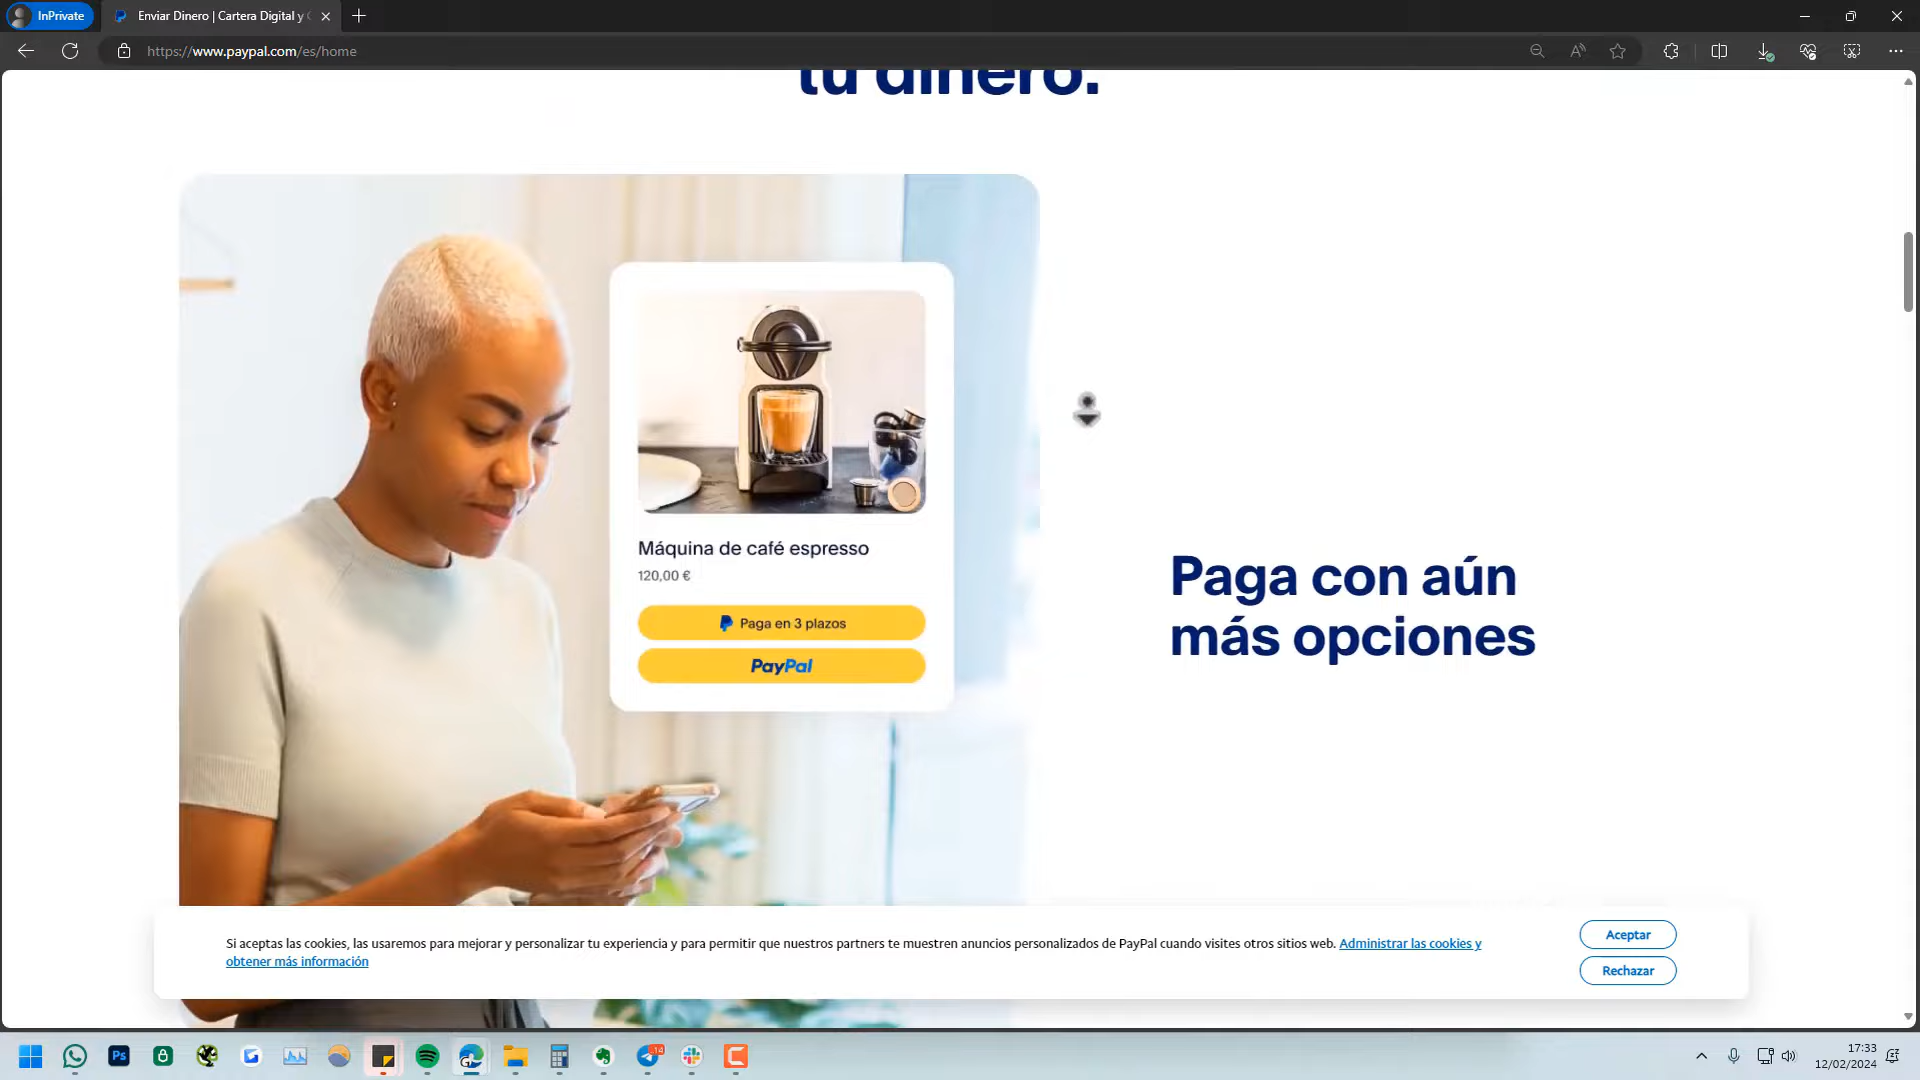 InPrivate
Enviar Dinero | Cartera Digital y
https://www.paypal.com/es/home
tu dinero.
Máquina de café espresso
120,00 €
Paga en 3 plazos
PayPal
Paga con aún
más opciones
Si aceptas las cookies, las usaremos para mejorar y personalizar tu experiencia y para permitir que nuestros partners te muestren anuncios personalizados de PayPal cuando visites otros sitios web. Administrar las cookies y
obtener más información
Aceptar
Rechazar
Ps
14
17:33
12/02/2024